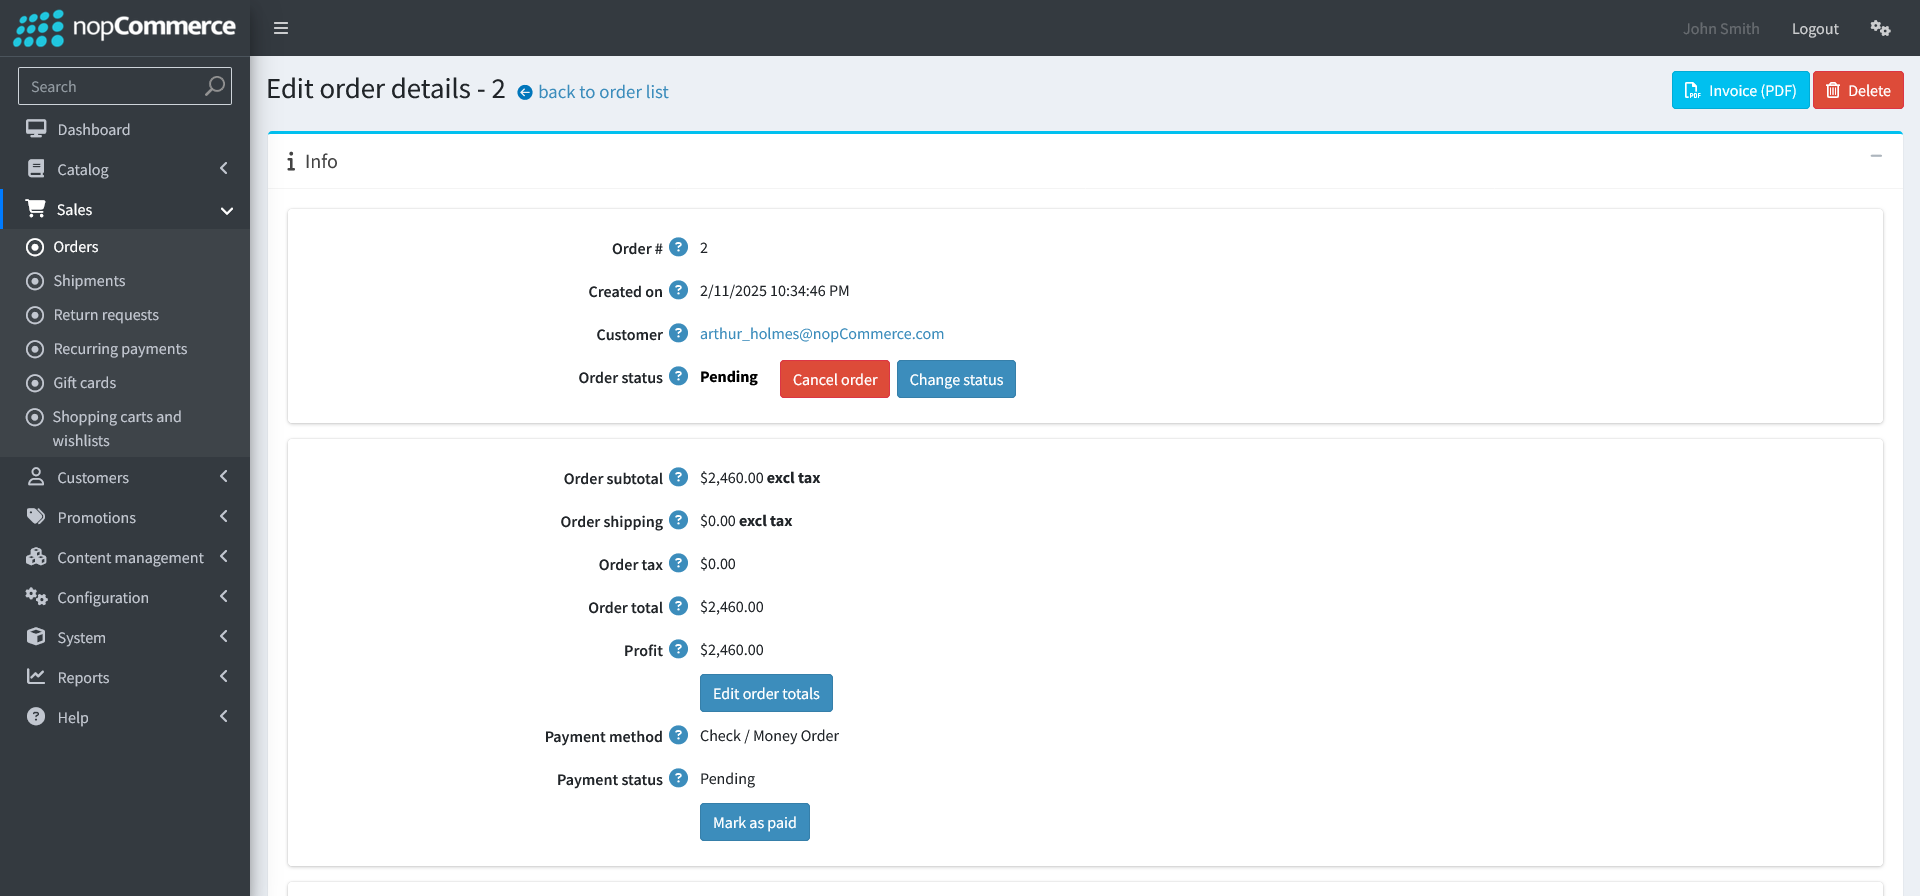 nopCommerce
John Smith
Logout
Search
Dashboard
Catalog
Sales
Orders
Shipments
Return requests
Recurring payments
Gift cards
Shopping carts and
wishlists
Customers
Promotions
Content management
Configuration
System
Reports
Help
Edit order details - 2 back to order list
Invoice (PDF)
Delete
Info
Order # ? 2
Created on ? 2/11/2025 10:34:46 PM
Customer ? arthur_holmes@nopCommerce.com
Order status ? Pending Cancel order Change status
Order subtotal ? $2,460.00 excl tax
Order shipping ? $0.00 excl tax
Order tax ? $0.00
Order total ? $2,460.00
Profit ? $2,460.00
Edit order totals
Payment method ? Check / Money Order
Payment status ? Pending
Mark as paid